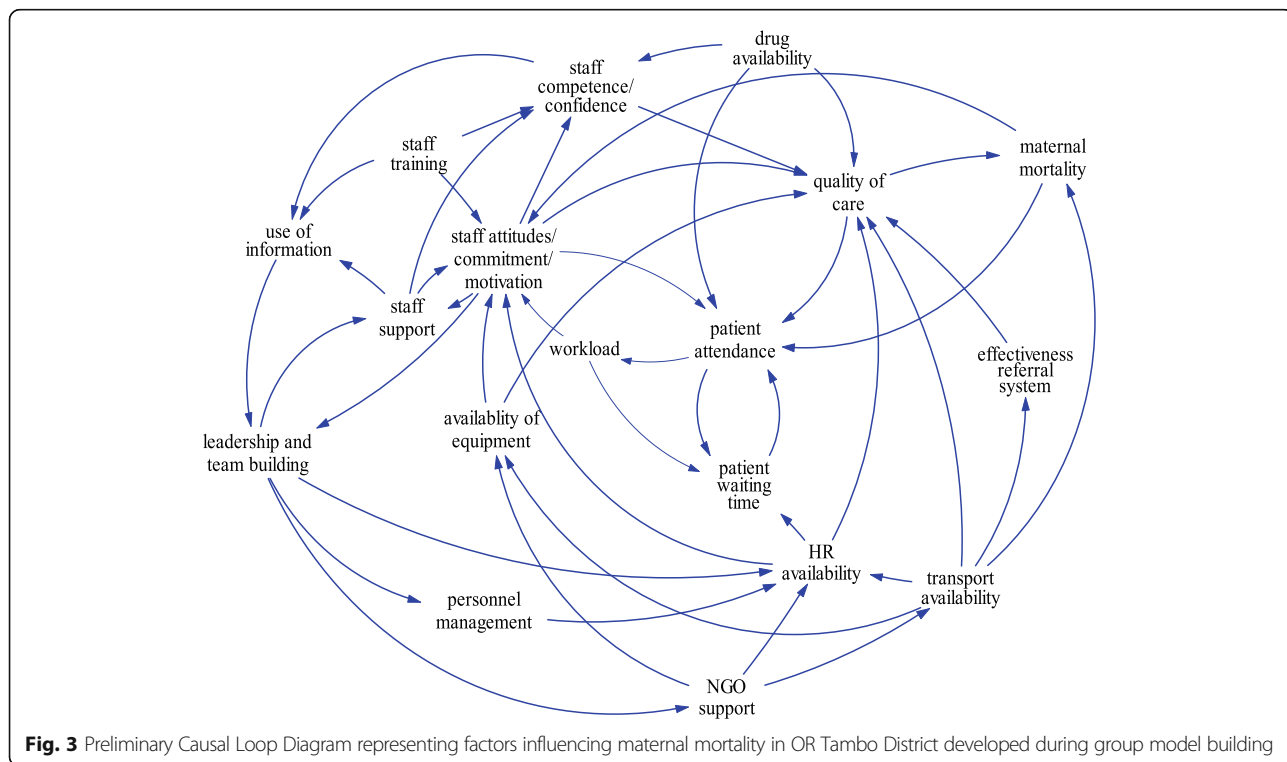 drug
availability
staff
competence/
confidence
staff
training
maternal
mortality
quality of
care
use of
information
staff attitudes/
commitment/
motivation
staff
support
workload
patient
attendance
effectiveness
referral
system
availablity of
equipment
leadership and
team building
patient
waiting
time
HR
availability
transport
availability
personnel
management
NGO
support
Fig. 3 Preliminary Causal Loop Diagram representing factors influencing maternal mortality in OR Tambo District developed during group model building